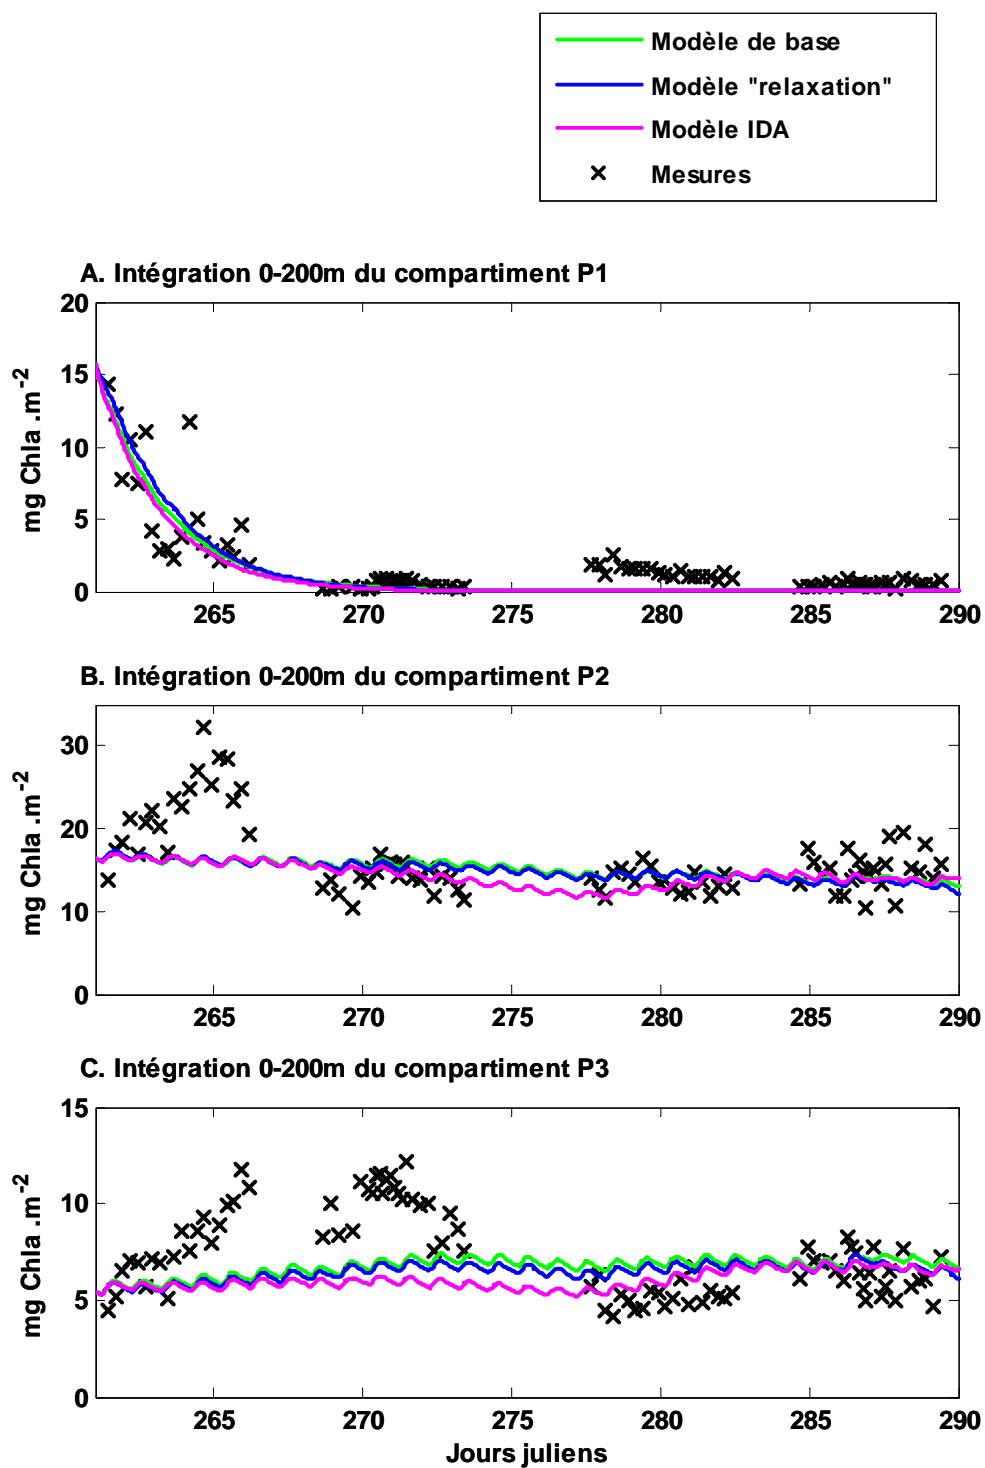 Modèle de base
Modèle "relaxation"
Modèle IDA
Mesures
A. Intégration 0-200m du compartiment P1
mg Chla .m-2
20
15
10
5
0
265 270 275 280 285 290
B. Intégration 0-200m du compartiment P2
mg Chla .m-2
30
20
10
0
265 270 275 280 285 290
C. Intégration 0-200m du compartiment P3
mg Chla .m-2
15
10
5
0
265 270 275 280 285 290
Jours juliens